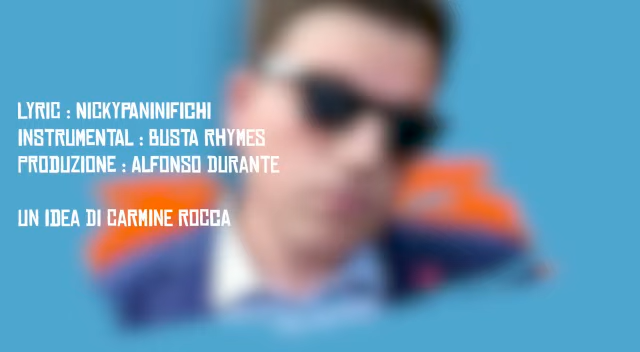 LYRIC : NICKYPANINIFICHI
INSTRUMENTAL : BUSTA RHYMES
PRODUZIONE : ALFONSO DURANTE
UN IDEA DI CARMINE ROCCA